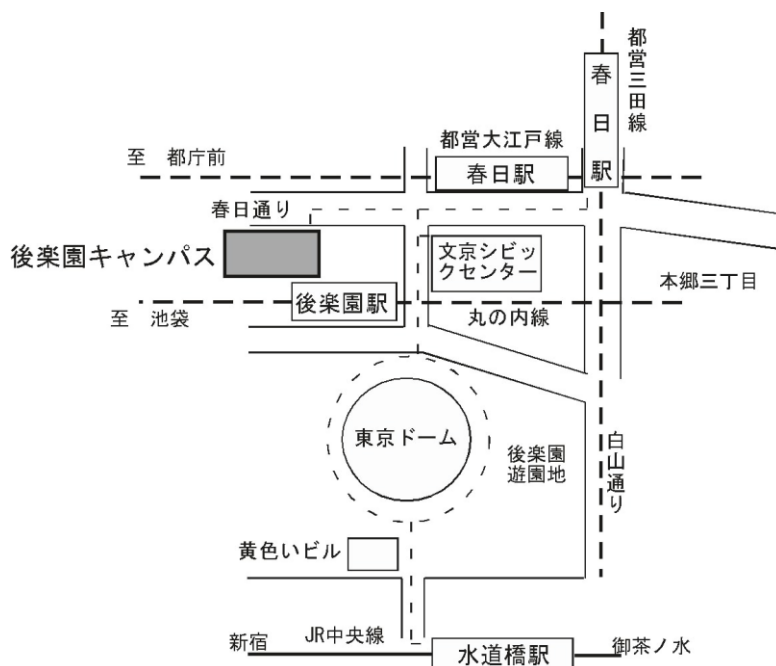 都営三田線
春日駅
都営大江戸線
至　都庁前
春日駅
春日通り
後楽園キャンパス
文京シビッ
クセンター
後楽園駅
本郷三丁目
至　池袋
丸の内線
東京ドーム
後楽園
遊園地
白山通り
黄色いビル
新宿
JR中央線
水道橋駅
御茶ノ水